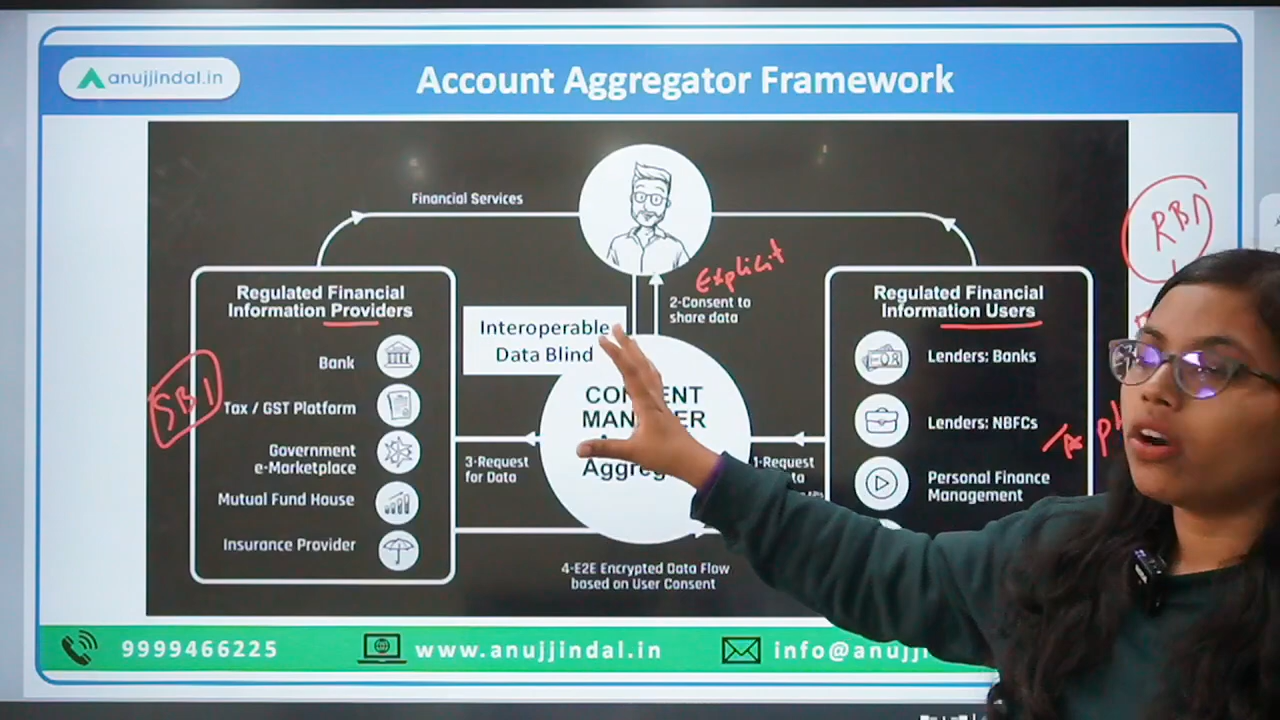 anujjindal.in
Account Aggregator Framework
Financial Services
RBI
Explicit
2-Consent to
share data
Regulated Financial
Information Providers
Bank
Tax / GST Platform
Government
e-Marketplace
Mutual Fund House
Insurance Provider
SBI
Interoperable
Data Blind
3-Request
for Data
1-Request
4-E2E Encrypted Data Flow
based on User Consent
Regulated Financial
Information Users
Lenders: Banks
Lenders: NBFCs
Personal Finance
Management
9999466225
www.anujjindal.in